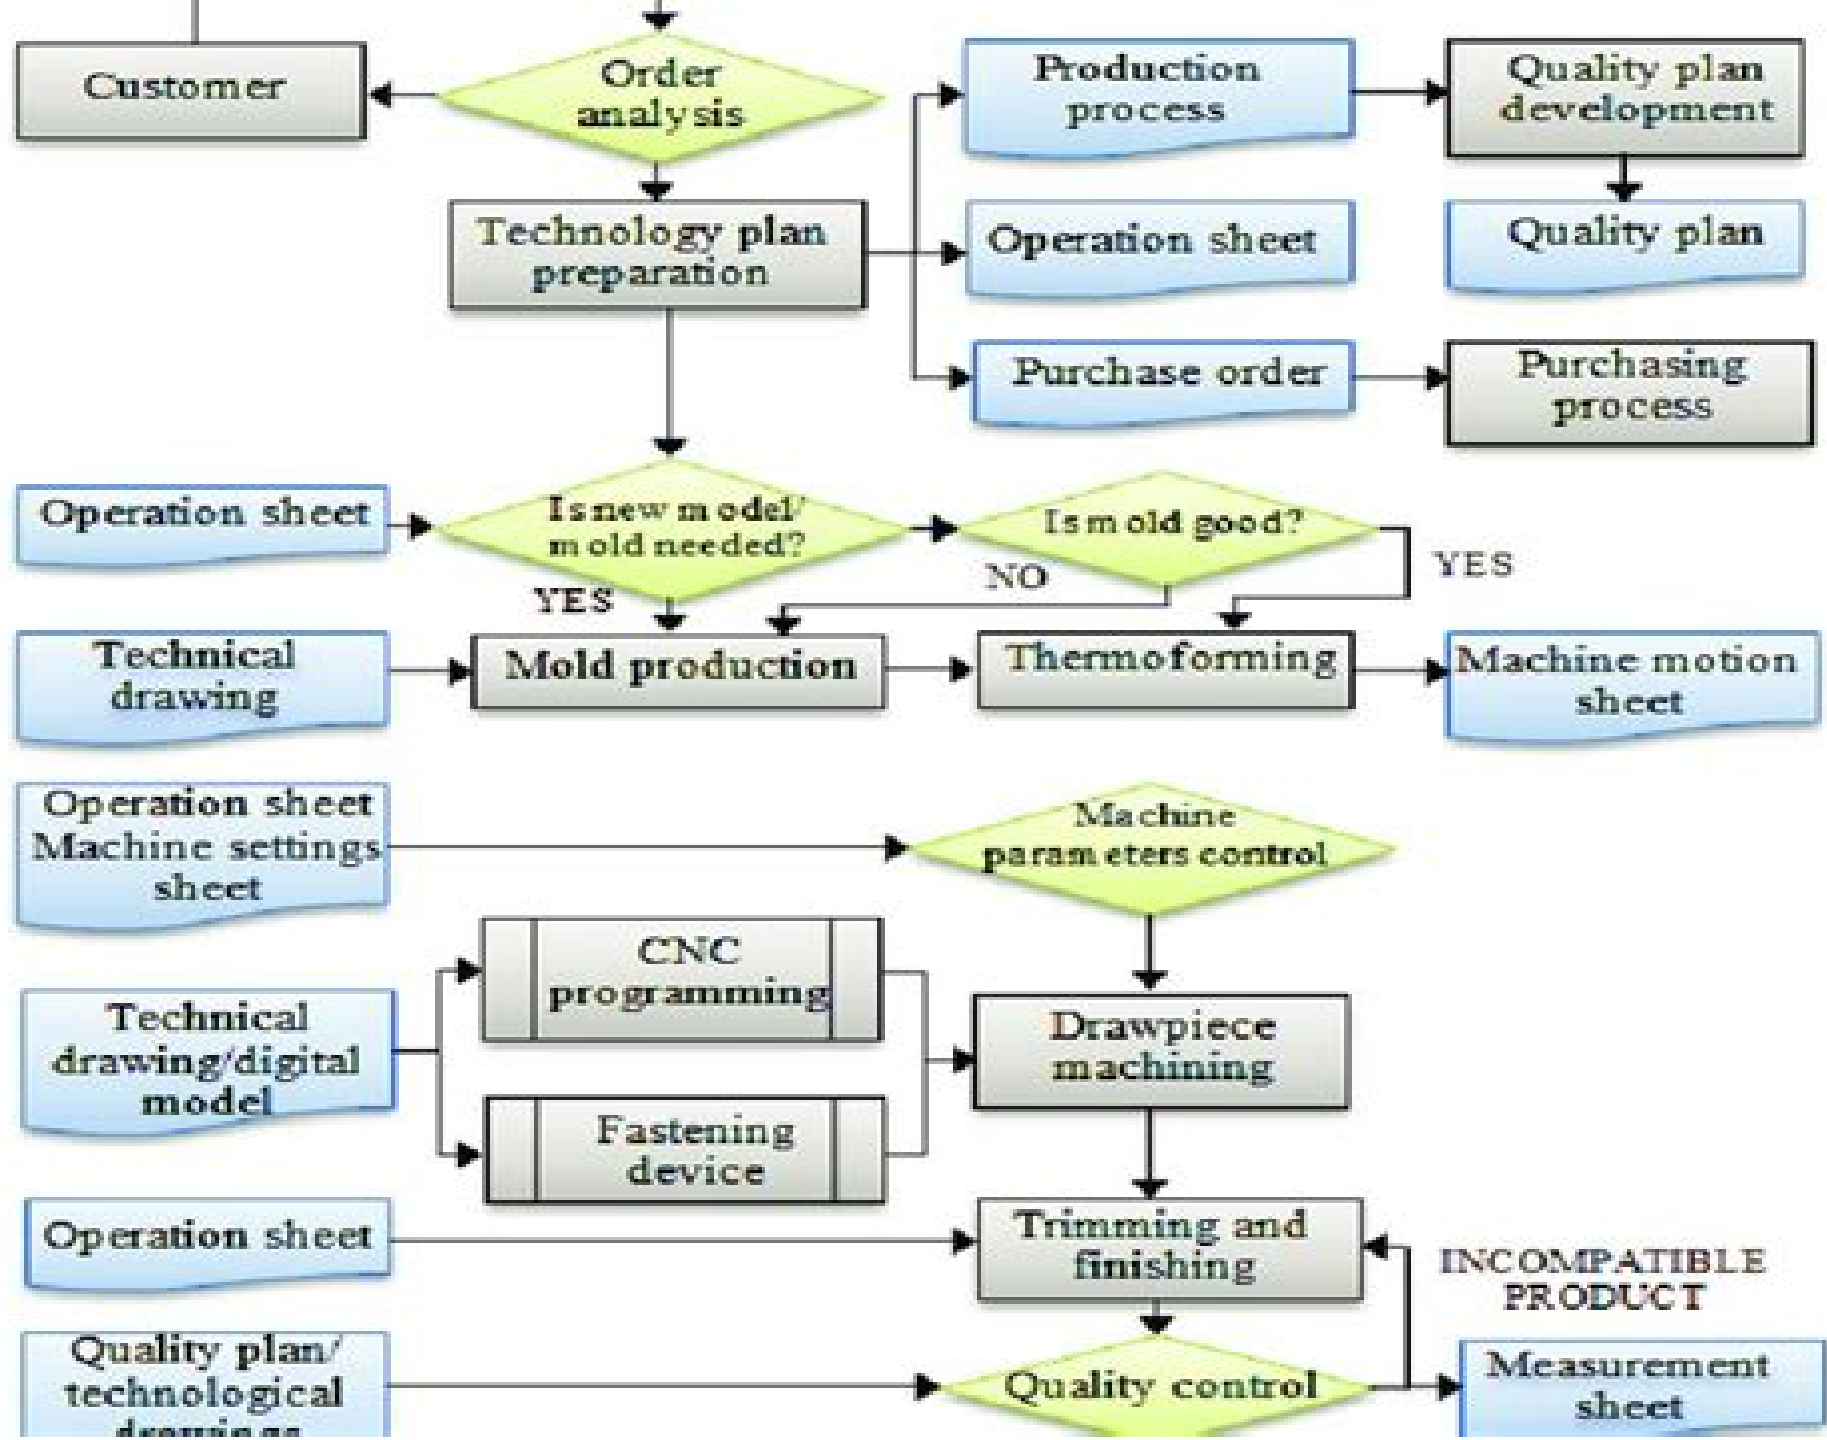 Customer
Order
analysis
Production
process
Quality plan
development
Technology plan
preparation
Operation sheet
Quality plan
Purchase order
Purchasing
process
Operation sheet
Is new model/
mold needed?
Is mold good?
YES
NO
YES
Technical
drawing
Mold production
Thermoforming
Machine motion
sheet
Operation sheet
Machine settings
sheet
Machine
parameters control
CNC
programming
Technical
drawing/digital
model
Drawpiece
machining
Fastening
device
Operation sheet
Trimming and
finishing
INCOMPATIBLE
PRODUCT
Quality plan/
technological
drawings
Quality control
Measurement
sheet